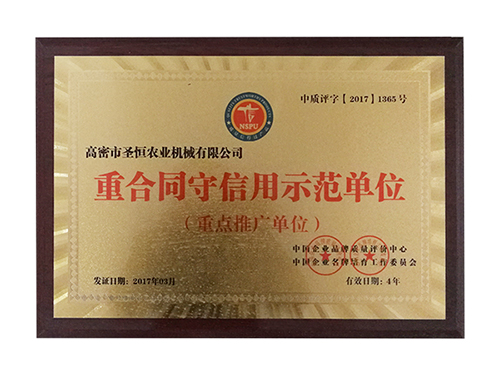 NSPU
中质评字【2017】1365号
高密市圣恒农业机械有限公司
重合同守信用示范单位
（重点推广单位）
中国企业品牌质量评价中心
中国企业名牌培育工作委员会
发证日期：2017年03月
有效日期：4年